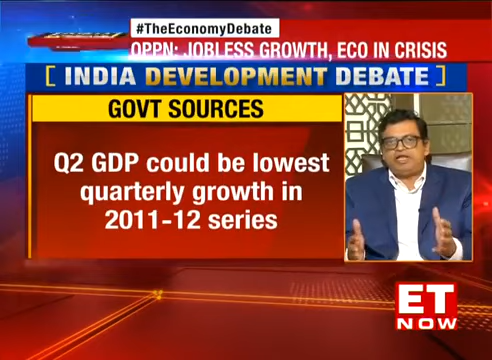 #TheEconomyDebate
OPPN: JOBLESS GROWTH, ECO IN CRISIS
[ INDIA DEVELOPMENT DEBATE ]
GOVT SOURCES
Q2 GDP could be lowest
quarterly growth in
2011-12 series
ET
NOW